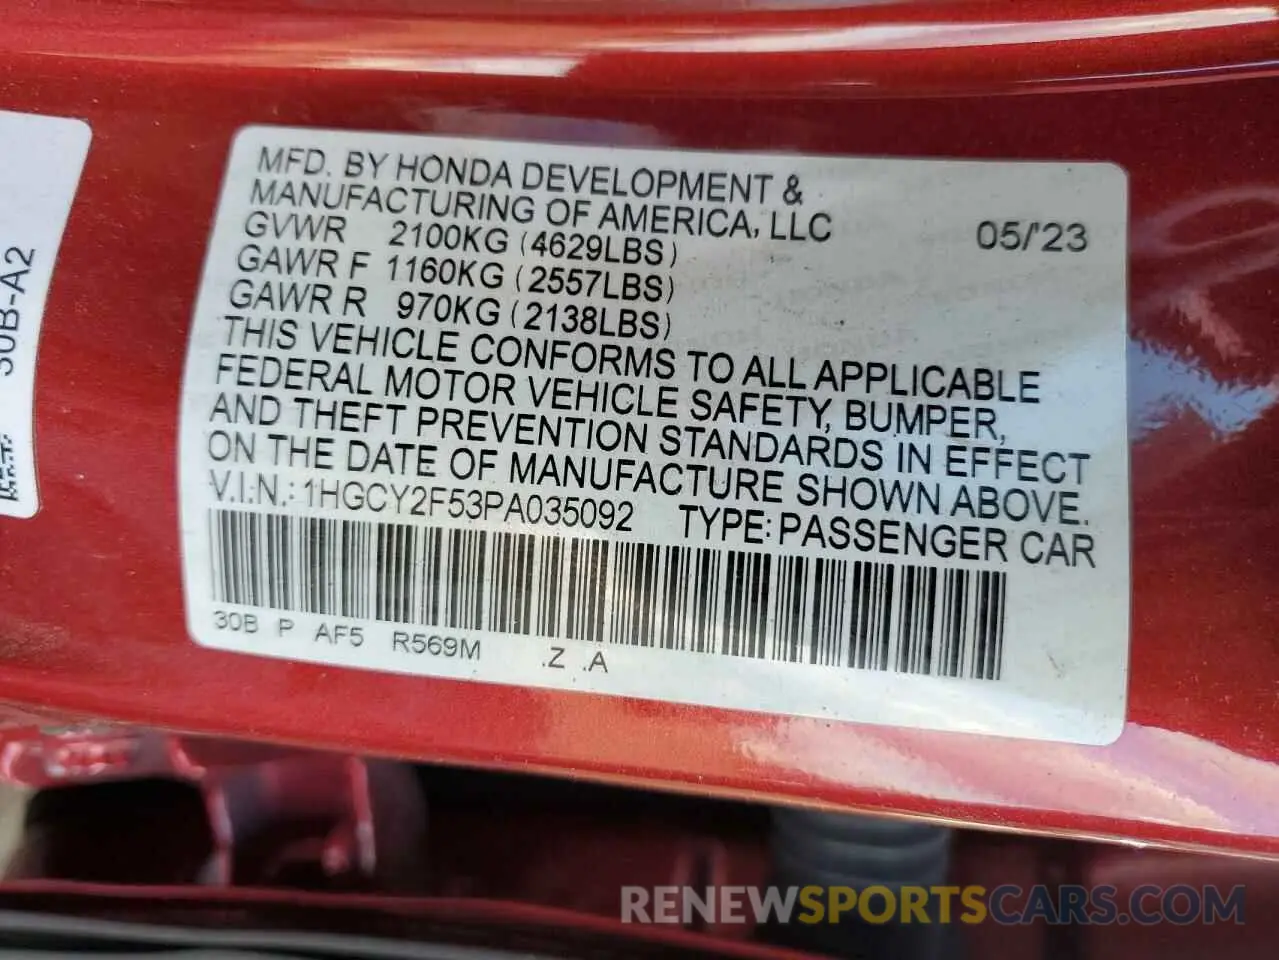 MFD. BY HONDA DEVELOPMENT &
MANUFACTURING OF AMERICA, LLC 05/'23
GVWR 2100KG (4629LBS)
GAWR F 1160KG (2557LBS)
GAWR R 970KG (2138LBS)
THIS VEHICLE CONFORMS TO ALL APPLICABLE
FEDERAL MOTOR VEHICLE SAFETY, BUMPER,
AND THEFT PREVENTION STANDARDS IN EFFECT
ON THE DATE OF MANUFACTURE SHOWN ABOVE.
V.I.N.: 1HGCY2F53PA035092 TYPE: PASSENGER CAR
30B P AF5 R569M .Z .A
30B-A2
RENEWSPORTSCARS.COM